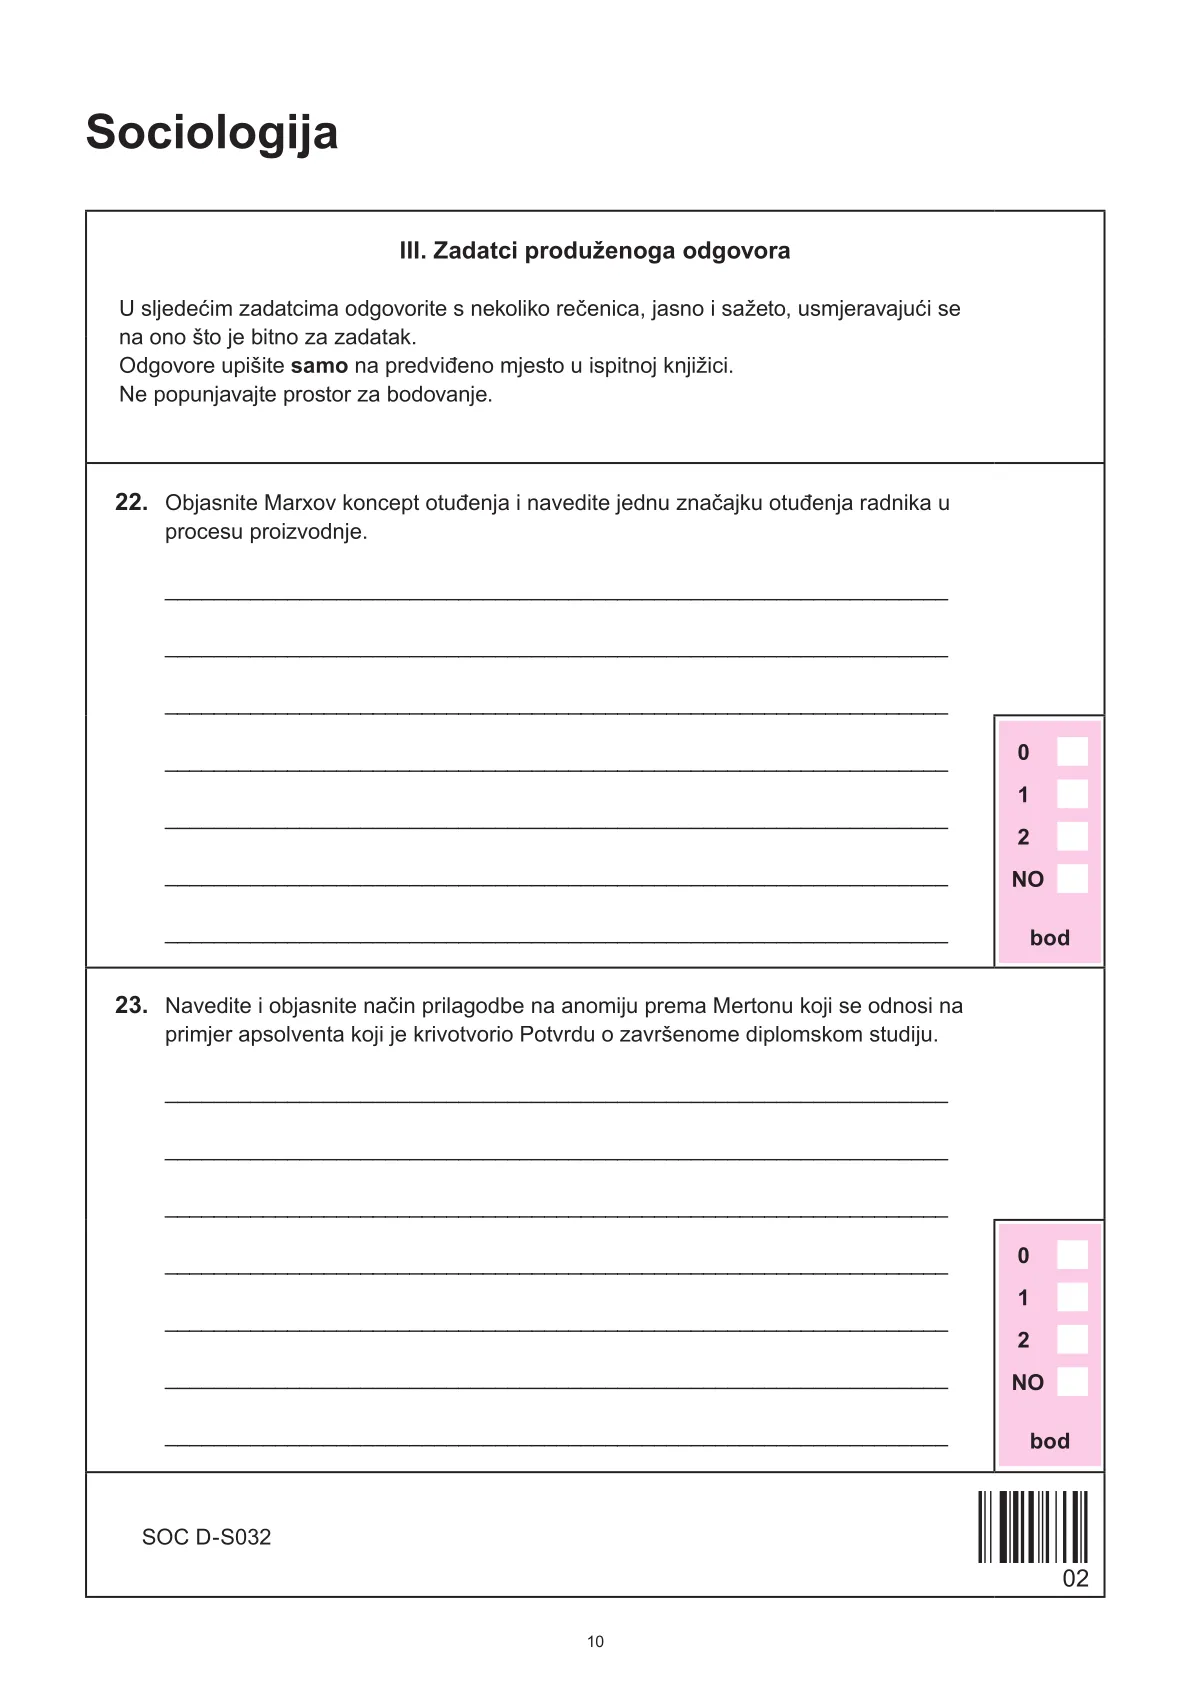 Sociologija
III. Zadatci produženoga odgovora
U sljedećim zadatcima odgovorite s nekoliko rečenica, jasno i sažeto, usmjeravajući se
na ono što je bitno za zadatak.
Odgovore upišite samo na predviđeno mjesto u ispitnoj knjižici.
Ne popunjavajte prostor za bodovanje.
22. Objasnite Marxov koncept otuđenja i navedite jednu značajku otuđenja radnika u
procesu proizvodnje.
0
1
2
NO
bod
23. Navedite i objasnite način prilagodbe na anomiju prema Mertonu koji se odnosi na
primjer apsolventa koji je krivotvorio Potvrdu o završenome diplomskom studiju.
0
1
2
NO
bod
SOC D-S032
02
10